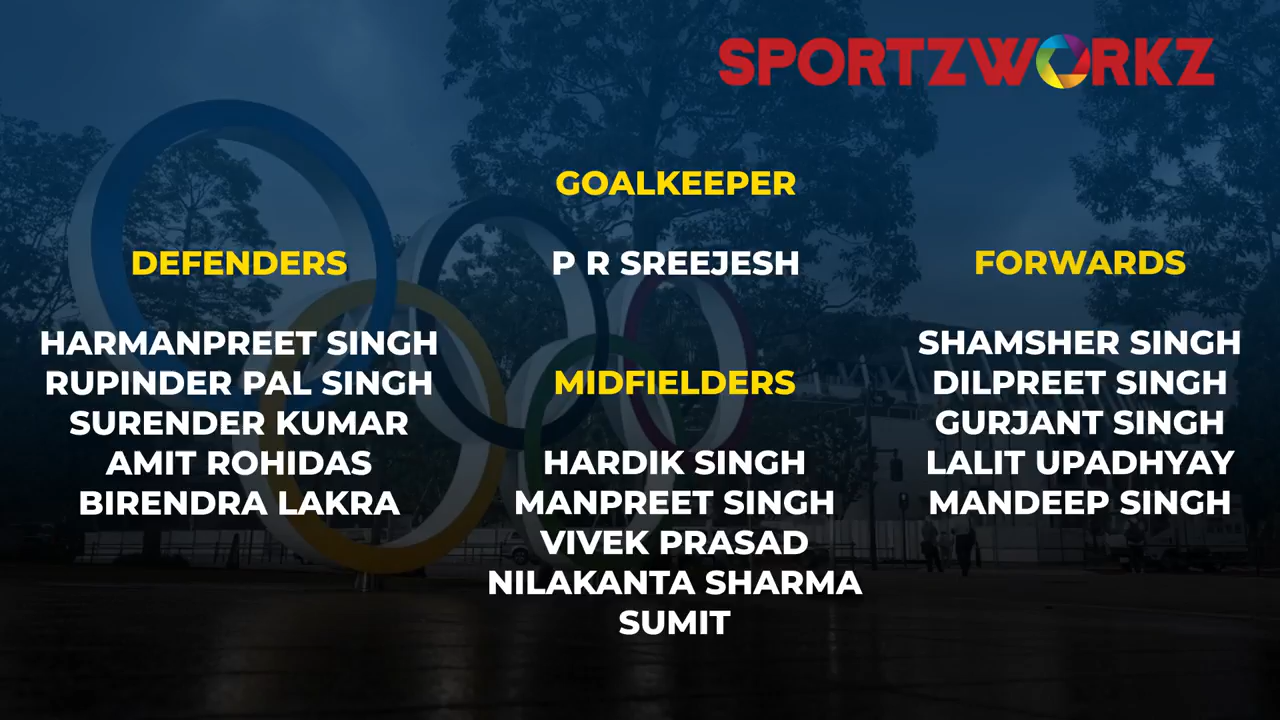 SPORTZWORKZ
DEFENDERS
HARMANPREET SINGH
RUPINDER PAL SINGH
SURENDER KUMAR
AMIT ROHIDAS
BIRENDRA LAKRA
GOALKEEPER
P R SREEJESH
MIDFIELDERS
HARDIK SINGH
MANPREET SINGH
VIVEK PRASAD
NILAKANTA SHARMA
SUMIT
FORWARDS
SHAMSHER SINGH
DILPREET SINGH
GURJANT SINGH
LALIT UPADHYAY
MANDEEP SINGH